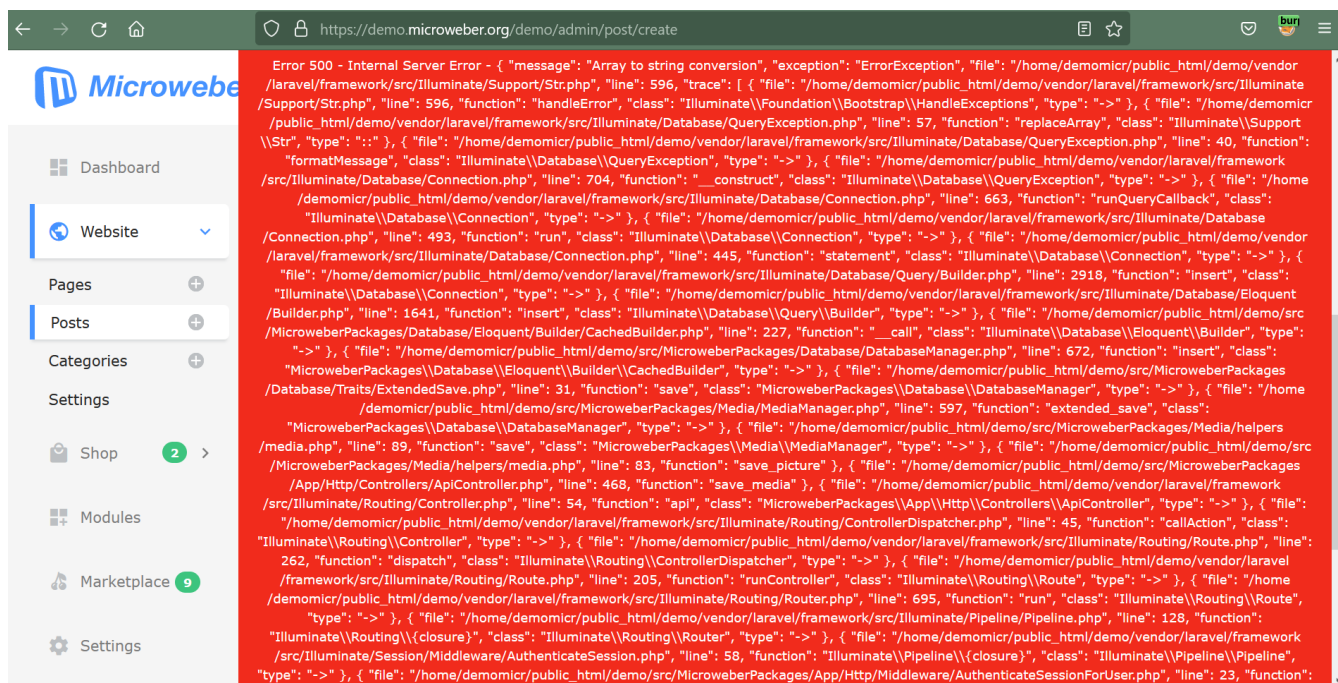 https://demo.microweber.org/demo/admin/post/create
burp
Microwebe
Dashboard
Website
Pages
Posts
Categories
Settings
Shop 2
Modules
Marketplace 9
Settings
Error 500 - Internal Server Error - { "message": "Array to string conversion", "exception": "ErrorException", "file": "/home/demomicr/public_html/demo/vendor
/laravel/framework/src/Illuminate/Support/Str.php", "line": 596, "trace": [ { "file": "/home/demomicr/public_html/demo/vendor/laravel/framework/src/Illuminate
/Support/Str.php", "line": 596, "function": "handleError", "class": "Illuminate\\Foundation\\Bootstrap\\HandleExceptions", "type": "->" }, { "file": "/home/demomicr
/public_html/demo/vendor/laravel/framework/src/Illuminate/Database/QueryException.php", "line": 57, "function": "replaceArray", "class": "Illuminate\\Support
\\Str", "type": "::" }, { "file": "/home/demomicr/public_html/demo/vendor/laravel/framework/src/Illuminate/Database/QueryException.php", "line": 40, "function":
"formatMessage", "class": "Illuminate\\Database\\QueryException", "type": "->" }, { "file": "/home/demomicr/public_html/demo/vendor/laravel/framework
/src/Illuminate/Database/Connection.php", "line": 704, "function": "__construct", "class": "Illuminate\\Database\\QueryException", "type": "->" }, { "file": "/home
/demomicr/public_html/demo/vendor/laravel/framework/src/Illuminate/Database/Connection.php", "line": 663, "function": "runQueryCallback", "class":
"Illuminate\\Database\\Connection", "type": "->" }, { "file": "/home/demomicr/public_html/demo/vendor/laravel/framework/src/Illuminate/Database
/Connection.php", "line": 493, "function": "run", "class": "Illuminate\\Database\\Connection", "type": "->" }, { "file": "/home/demomicr/public_html/demo/vendor
/laravel/framework/src/Illuminate/Database/Connection.php", "line": 445, "function": "statement", "class": "Illuminate\\Database\\Connection", "type": "->" }, {
"file": "/home/demomicr/public_html/demo/vendor/laravel/framework/src/Illuminate/Database/Query/Builder.php", "line": 2918, "function": "insert", "class":
"Illuminate\\Database\\Connection", "type": "->" }, { "file": "/home/demomicr/public_html/demo/vendor/laravel/framework/src/Illuminate/Database/Eloquent
/Builder.php", "line": 1641, "function": "insert", "class": "Illuminate\\Database\\Query\\Builder", "type": "->" }, { "file": "/home/demomicr/public_html/demo/src
/MicroweberPackages/Database/Eloquent/Builder/CachedBuilder.php", "line": 227, "function": "__call", "class": "Illuminate\\Database\\Eloquent\\Builder", "type":
"->" }, { "file": "/home/demomicr/public_html/demo/src/MicroweberPackages/Database/DatabaseManager.php", "line": 672, "function": "insert", "class":
"MicroweberPackages\\Database\\Eloquent\\Builder\\CachedBuilder", "type": "->" }, { "file": "/home/demomicr/public_html/demo/src/MicroweberPackages
/Database/Traits/ExtendedSave.php", "line": 31, "function": "save", "class": "MicroweberPackages\\Database\\DatabaseManager", "type": "->" }, { "file": "/home
/demomicr/public_html/demo/src/MicroweberPackages/Media/MediaManager.php", "line": 597, "function": "extended_save", "class":
"MicroweberPackages\\Database\\DatabaseManager", "type": "->" }, { "file": "/home/demomicr/public_html/demo/src/MicroweberPackages/Media/helpers
/media.php", "line": 89, "function": "save", "class": "MicroweberPackages\\Media\\MediaManager", "type": "->" }, { "file": "/home/demomicr/public_html/demo/src
/MicroweberPackages/Media/helpers/media.php", "line": 83, "function": "save_picture" }, { "file": "/home/demomicr/public_html/demo/src/MicroweberPackages
/App/Http/Controllers/ApiController.php", "line": 468, "function": "save_media" }, { "file": "/home/demomicr/public_html/demo/vendor/laravel/framework
/src/Illuminate/Routing/Controller.php", "line": 54, "function": "api", "class": "MicroweberPackages\\App\\Http\\Controllers\\ApiController", "type": "->" }, { "file":
"/home/demomicr/public_html/demo/vendor/laravel/framework/src/Illuminate/Routing/ControllerDispatcher.php", "line": 45, "function": "callAction", "class":
"Illuminate\\Routing\\Controller", "type": "->" }, { "file": "/home/demomicr/public_html/demo/vendor/laravel/framework/src/Illuminate/Routing/Route.php", "line":
262, "function": "dispatch", "class": "Illuminate\\Routing\\ControllerDispatcher", "type": "->" }, { "file": "/home/demomicr/public_html/demo/vendor/laravel
/framework/src/Illuminate/Routing/Route.php", "line": 205, "function": "runController", "class": "Illuminate\\Routing\\Route", "type": "->" }, { "file": "/home
/demomicr/public_html/demo/vendor/laravel/framework/src/Illuminate/Routing/Router.php", "line": 695, "function": "run", "class": "Illuminate\\Routing\\Route",
"type": "->" }, { "file": "/home/demomicr/public_html/demo/vendor/laravel/framework/src/Illuminate/Pipeline/Pipeline.php", "line": 128, "function":
"Illuminate\\Routing\\{closure}", "class": "Illuminate\\Routing\\Router", "type": "->" }, { "file": "/home/demomicr/public_html/demo/vendor/laravel/framework
/src/Illuminate/Session/Middleware/AuthenticateSession.php", "line": 58, "function": "Illuminate\\Pipeline\\{closure}", "class": "Illuminate\\Pipeline\\Pipeline",
"type": "->" }, { "file": "/home/demomicr/public_html/demo/src/MicroweberPackages/App/Http/Middleware/AuthenticateSessionForUser.php", "line": 23, "function":